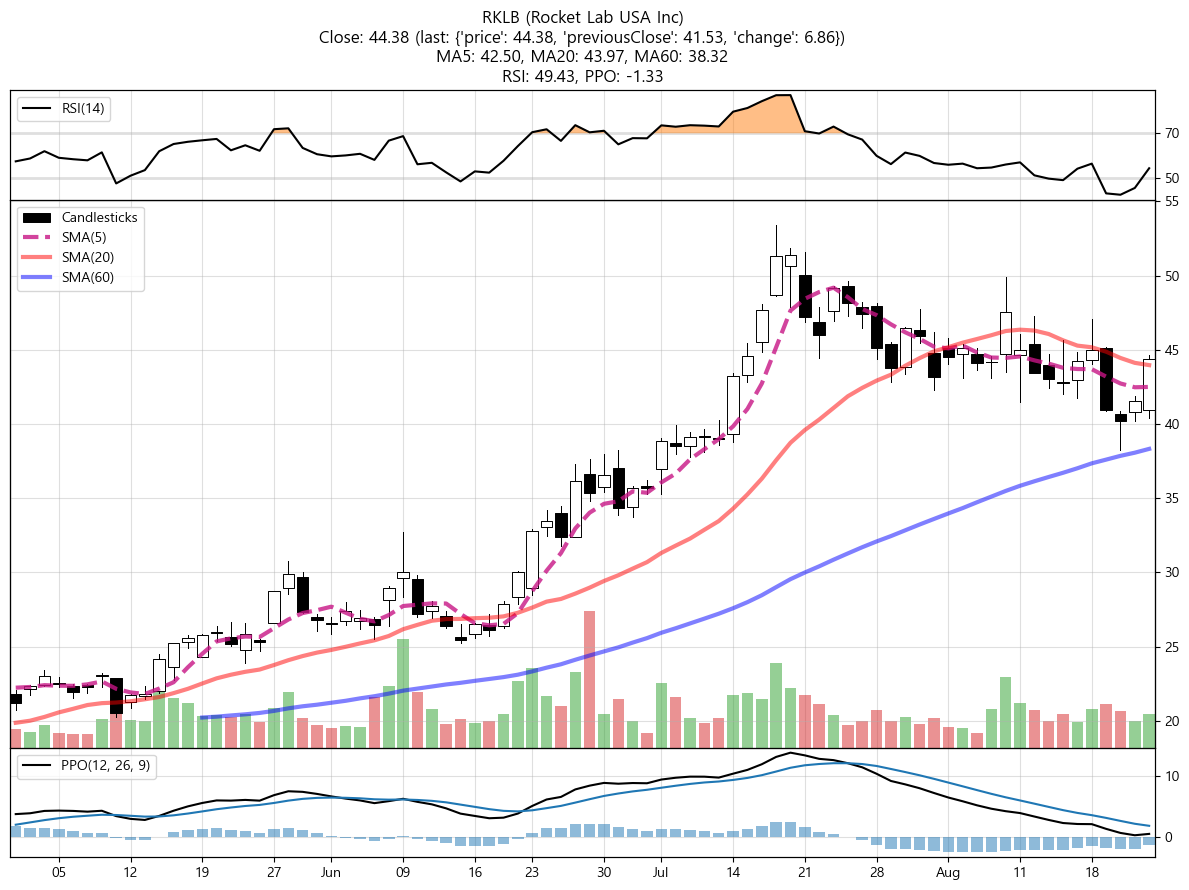 RKLB (Rocket Lab USA Inc)
Close: 44.38 (last: {'price': 44.38, 'previousClose': 41.53, 'change': 6.86})
MA5: 42.50, MA20: 43.97, MA60: 38.32
RSI: 49.43, PPO: -1.33
RSI(14)
70
50
55
Candlesticks
SMA(5)
SMA(20)
SMA(60)
50
45
40
35
30
25
20
PPO(12, 26, 9)
10
0
05 12 19 27 Jun 09 16 23 30 Jul 14 21 28 Aug 11 18